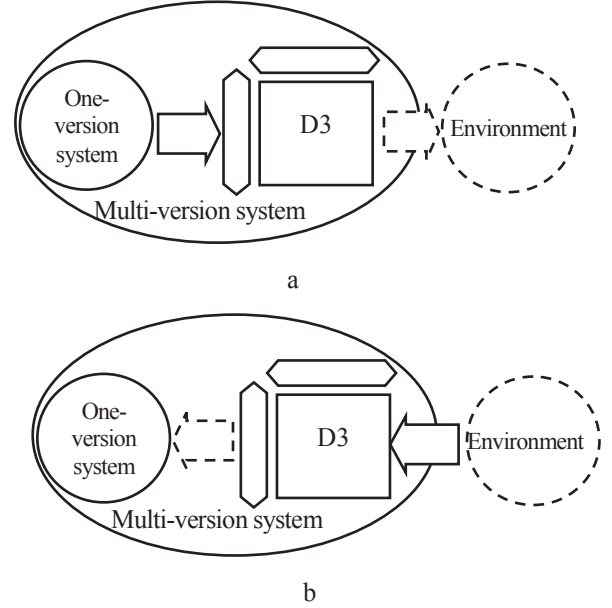 One-
version
system
D3
Environment
Multi-version system
a
One-
version
system
D3
Environment
Multi-version system
b